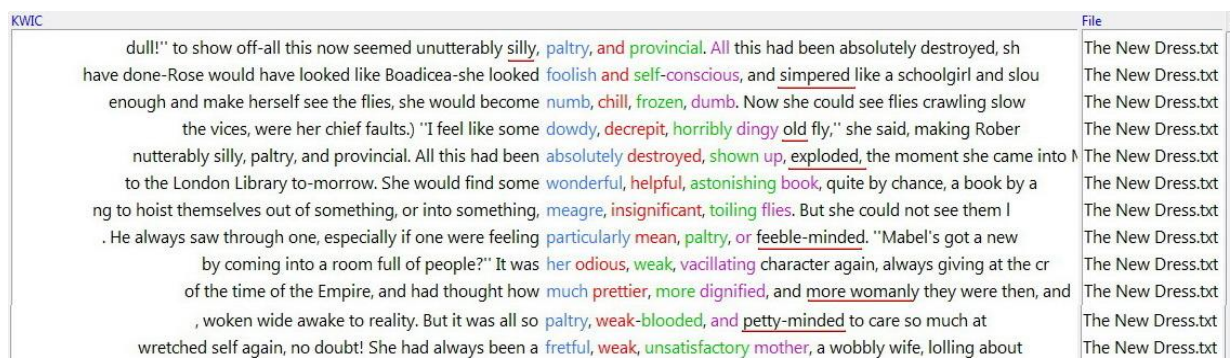 KWIC File
dull!" to show off-all this now seemed unutterably silly, paltry, and provincial. All this had been absolutely destroyed, sh The New Dress.txt
have done-Rose would have looked like Boadicea-she looked foolish and self-conscious, and simpered like a schoolgirl and slou The New Dress.txt
enough and make herself see the flies, she would become numb, chill, frozen, dumb. Now she could see flies crawling slow The New Dress.txt
the vices, were her chief faults.) "I feel like some dowdy, decrepit, horribly dingy old fly," she said, making Rober The New Dress.txt
nutterably silly, paltry, and provincial. All this had been absolutely destroyed, shown up, exploded, the moment she came into The New Dress.txt
to the London Library to-morrow. She would find some wonderful, helpful, astonishing book, quite by chance, a book by a The New Dress.txt
ng to hoist themselves out of something, or into something, meagre, insignificant, toiling flies. But she could not see them l The New Dress.txt
. He always saw through one, especially if one were feeling particularly mean, paltry, or feeble-minded. "Mabel's got a new The New Dress.txt
by coming into a room full of people?" It was her odious, weak, vacillating character again, always giving at the cr The New Dress.txt
of the time of the Empire, and had thought how much prettier, more dignified, and more womanly they were then, and The New Dress.txt
, woken wide awake to reality. But it was all so paltry, weak-blooded, and petty-minded to care so much at The New Dress.txt
wretched self again, no doubt! She had always been a fretful, weak, unsatisfactory mother, a wobbly wife, lolling about The New Dress.txt